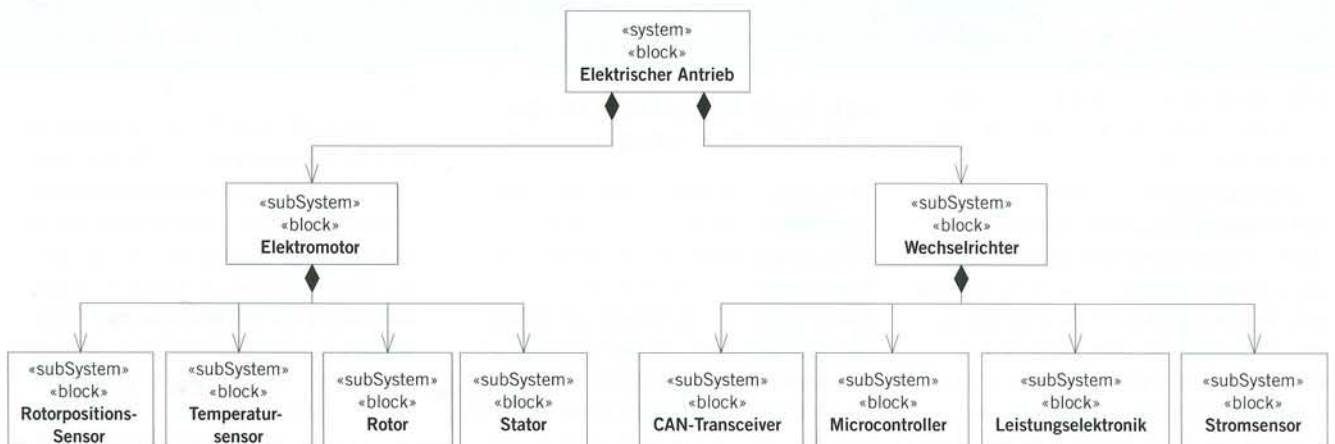 «system»
«block»
Elektrischer Antrieb
«subSystem»
«block»
Elektromotor
«subSystem»
«block»
Wechselrichter
«subSystem»
«block»
Rotorpositions-
Sensor
«subSystem»
«block»
Temperatur-
sensor
«subSystem»
«block»
Rotor
«subSystem»
«block»
Stator
«subSystem»
«block»
CAN-Transceiver
«subSystem»
«block»
Microcontroller
«subSystem»
«block»
Leistungselektronik
«subSystem»
«block»
Stromsensor